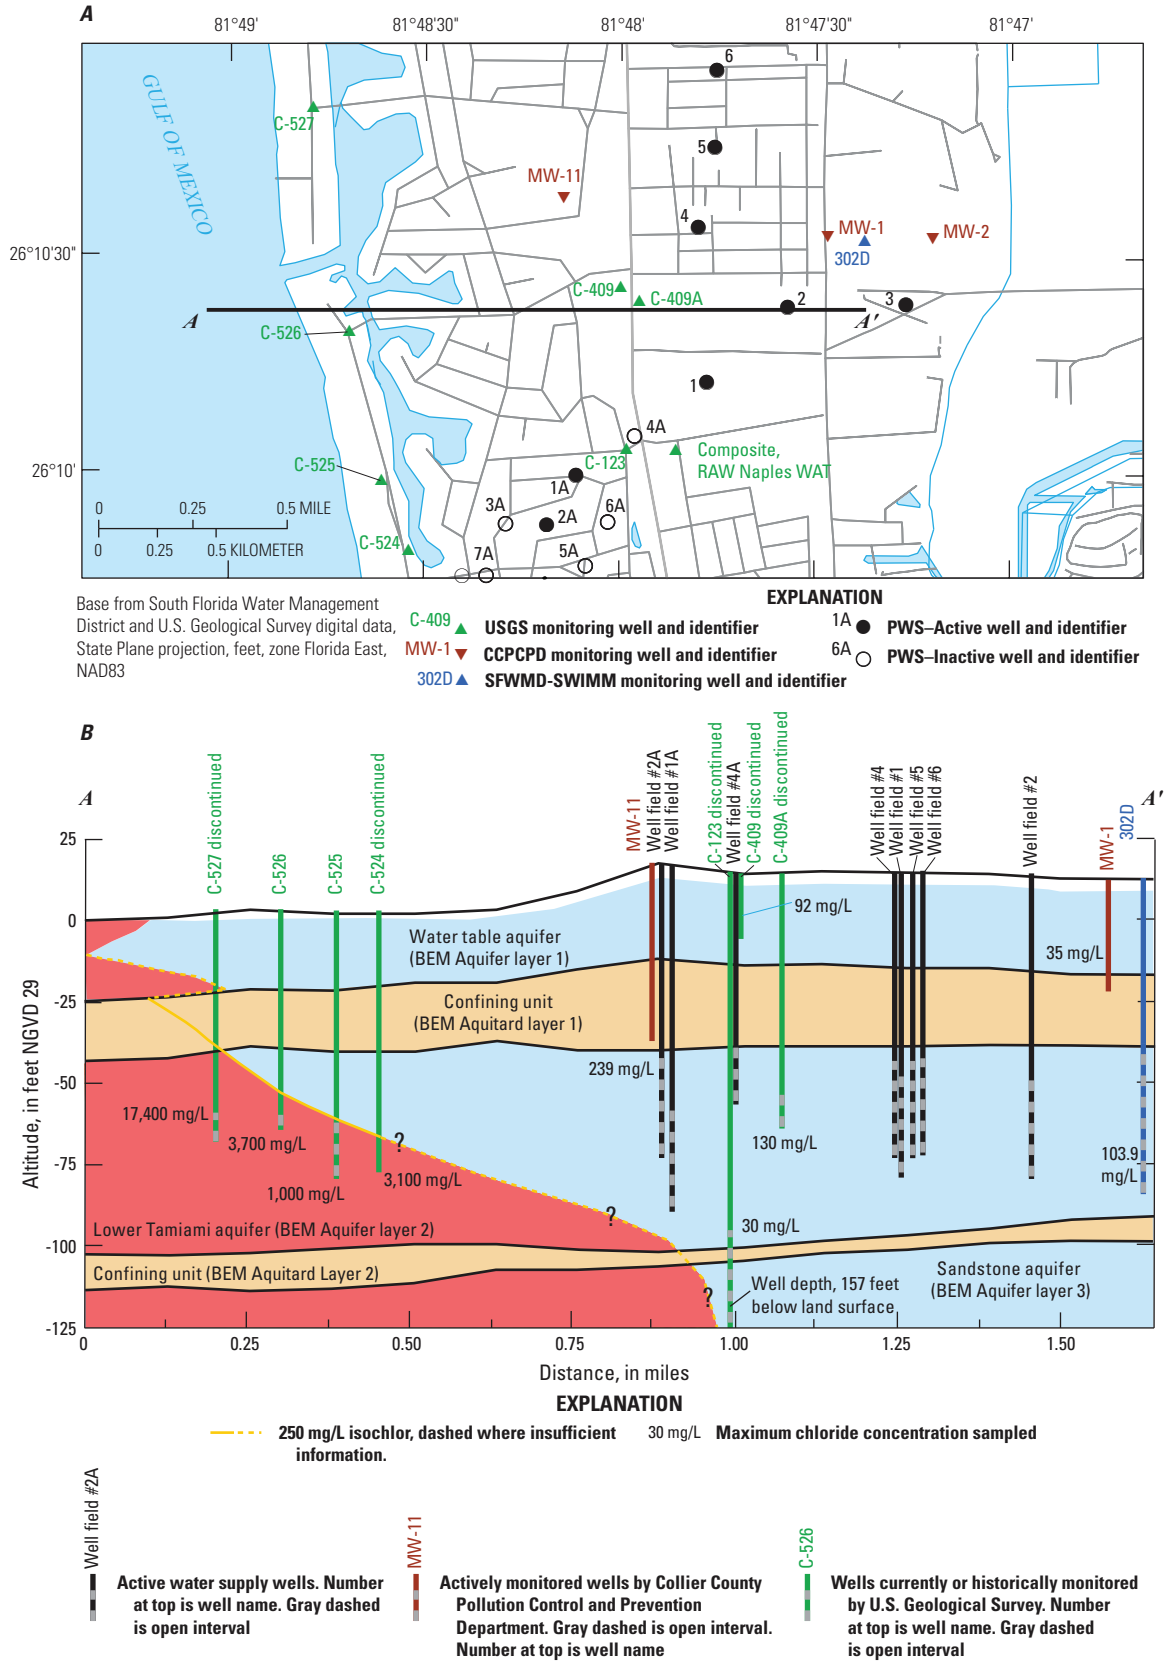 A
81°49'
81°48'30"
81°48'
81°47'30"
81°47'
GULF OF MEXICO
C-527
6
5
MW-11
4
MW-1
302D
MW-2
26°10'30"
C-409
C-409A
2
3
A
A'
C-526
1
4A
C-123
Composite,
RAW Naples WAT
C-525
26°10'
1A
3A
2A
6A
0 0.25 0.5 MILE
0 0.25 0.5 KILOMETER
C-524
7A
5A
Base from South Florida Water Management
District and U.S. Geological Survey digital data,
State Plane projection, feet, zone Florida East,
NAD83
EXPLANATION
C-409 USGS monitoring well and identifier
MW-1 CCPCPD monitoring well and identifier
302D SFWMD-SWIMM monitoring well and identifier
1A PWS–Active well and identifier
6A PWS–Inactive well and identifier
B
A
A'
C-527 discontinued
C-526
C-525
C-524 discontinued
MW-11
Well field #2A
Well field #1A
C-123 discontinued
Well field #4A
C-409 discontinued
C-409A discontinued
Well field #4
Well field #1
Well field #5
Well field #6
Well field #2
MW-1
302D
Altitude, in feet NGVD 29
25
0
-25
-50
-75
-100
-125
Water table aquifer
(BEM Aquifer layer 1)
92 mg/L
35 mg/L
Confining unit
(BEM Aquitard layer 1)
239 mg/L
17,400 mg/L
3,700 mg/L
1,000 mg/L
3,100 mg/L
?
130 mg/L
103.9
mg/L
?
30 mg/L
Lower Tamiami aquifer (BEM Aquifer layer 2)
Confining unit (BEM Aquitard Layer 2)
?
Well depth, 157 feet
below land surface
Sandstone aquifer
(BEM Aquifer layer 3)
0 0.25 0.50 0.75 1.00 1.25 1.50
Distance, in miles
EXPLANATION
250 mg/L isochlor, dashed where insufficient
information.
30 mg/L Maximum chloride concentration sampled
Well field #2A
Active water supply wells. Number
at top is well name. Gray dashed
is open interval
MW-11
Actively monitored wells by Collier County
Pollution Control and Prevention
Department. Gray dashed is open interval.
Number at top is well name
C-526
Wells currently or historically monitored
by U.S. Geological Survey. Number
at top is well name. Gray dashed
is open interval